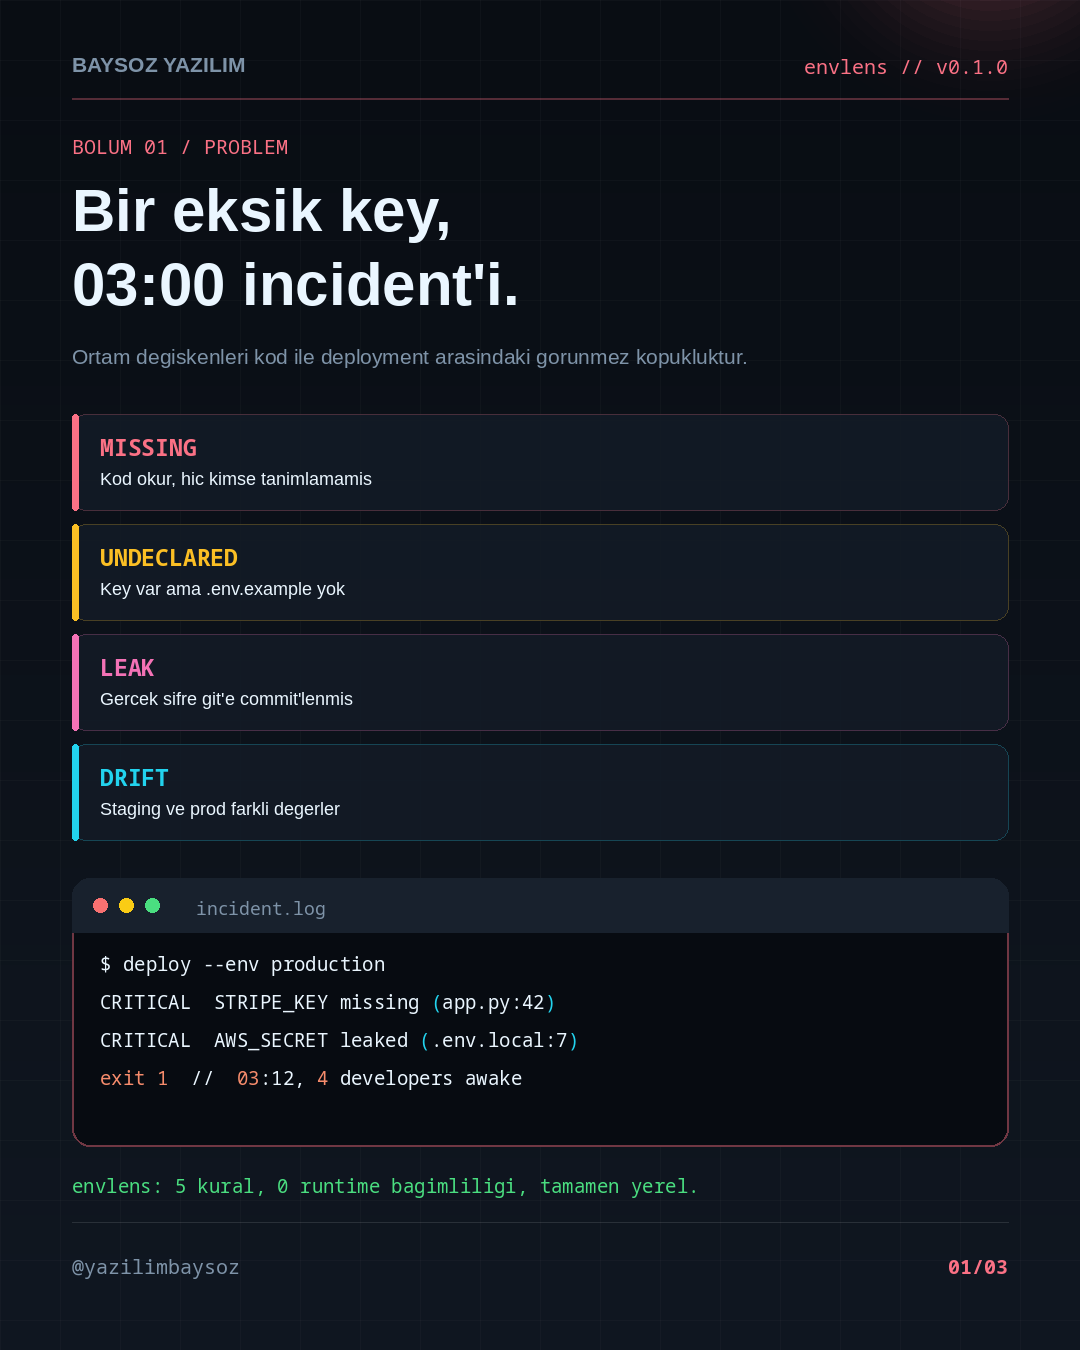 BAYSOZ YAZILIM
envlens // v0.1.0
BOLUM 01 / PROBLEM
Bir eksik key,
03:00 incident'i.
Ortam degiskenleri kod ile deployment arasindaki gorunmez kopukluktur.
MISSING
Kod okur, hic kimse tanimlamamis
UNDECLARED
Key var ama .env.example yok
LEAK
Gercek sifre git'e commit'lenmis
DRIFT
Staging ve prod farkli degerler
incident.log
$ deploy --env production
CRITICAL  STRIPE_KEY missing (app.py:42)
CRITICAL  AWS_SECRET leaked (.env.local:7)
exit 1  //  03:12, 4 developers awake
envlens: 5 kural, 0 runtime bagimliligi, tamamen yerel.
@yazilimbaysoz
01/03